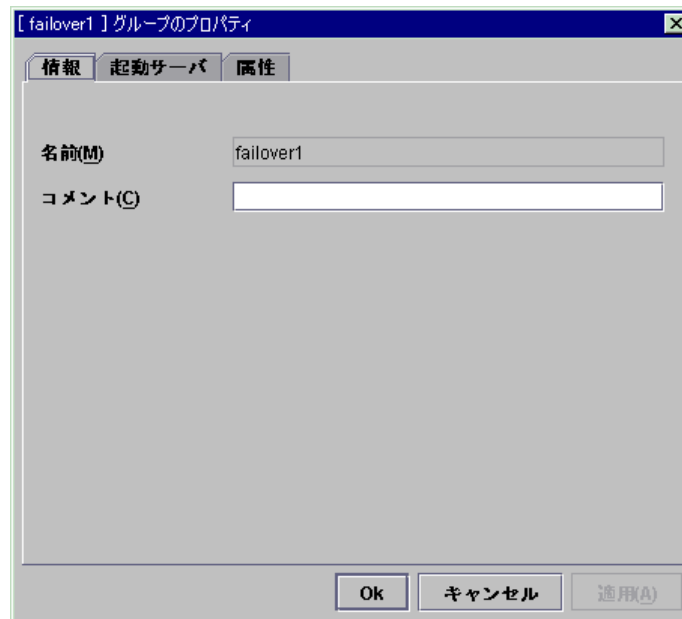 [ failover1 ] グループのプロパティ
情報 起動サーバ 属性
名前(M) failover1
コメント(C)
Ok キャンセル 適用(A)